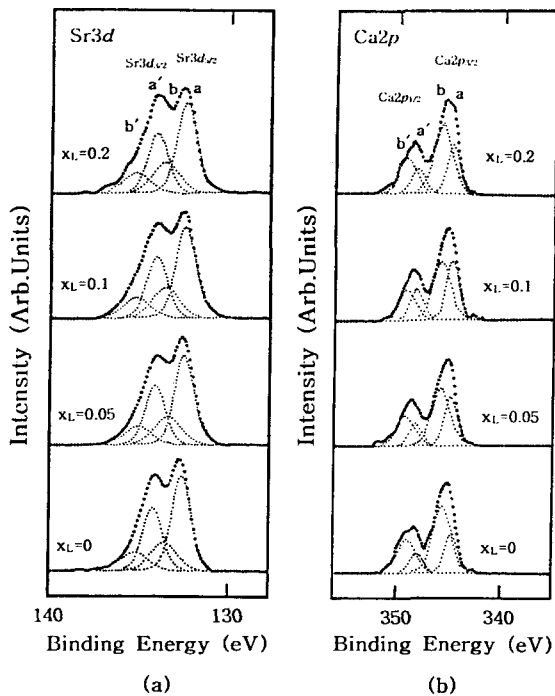 Sr3d
Sr3d3/2
Sr3d5/2
a´
b
a
b´
xL=0.2
xL=0.1
xL=0.05
xL=0
Intensity (Arb.Units)
140
130
Binding Energy (eV)
(a)
Ca2p
Ca2p3/2
b
a
Ca2p1/2
b´
a´
xL=0.2
xL=0.1
xL=0.05
xL=0
Intensity (Arb.Units)
350
340
Binding Energy (eV)
(b)